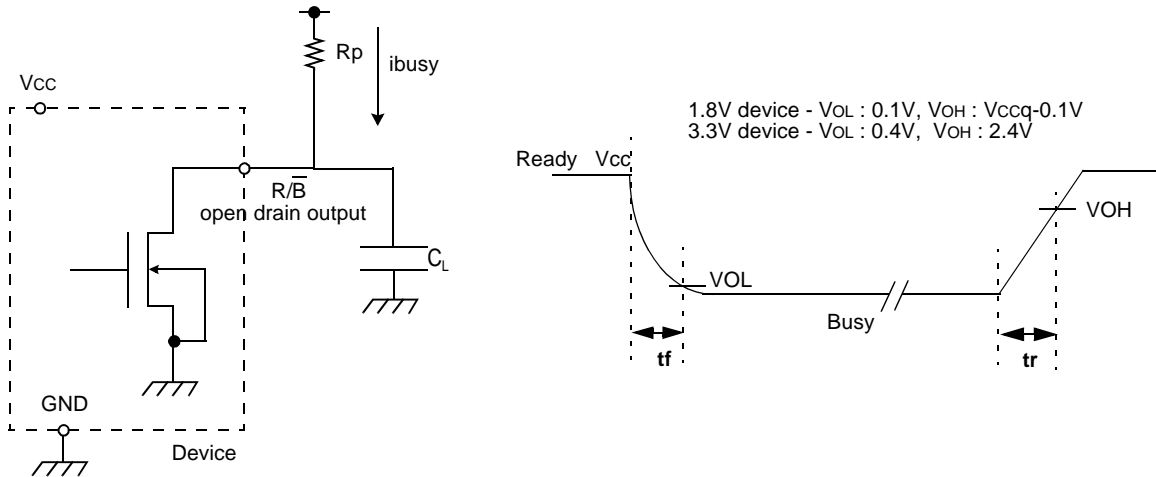 Rp
ibusy
VCC
R/B̅
open drain output
CL
GND
Device
1.8V device - VOL : 0.1V, VOH : VCCq-0.1V
3.3V device - VOL : 0.4V, VOH : 2.4V
Ready Vcc
VOH
VOL
Busy
tf
tr